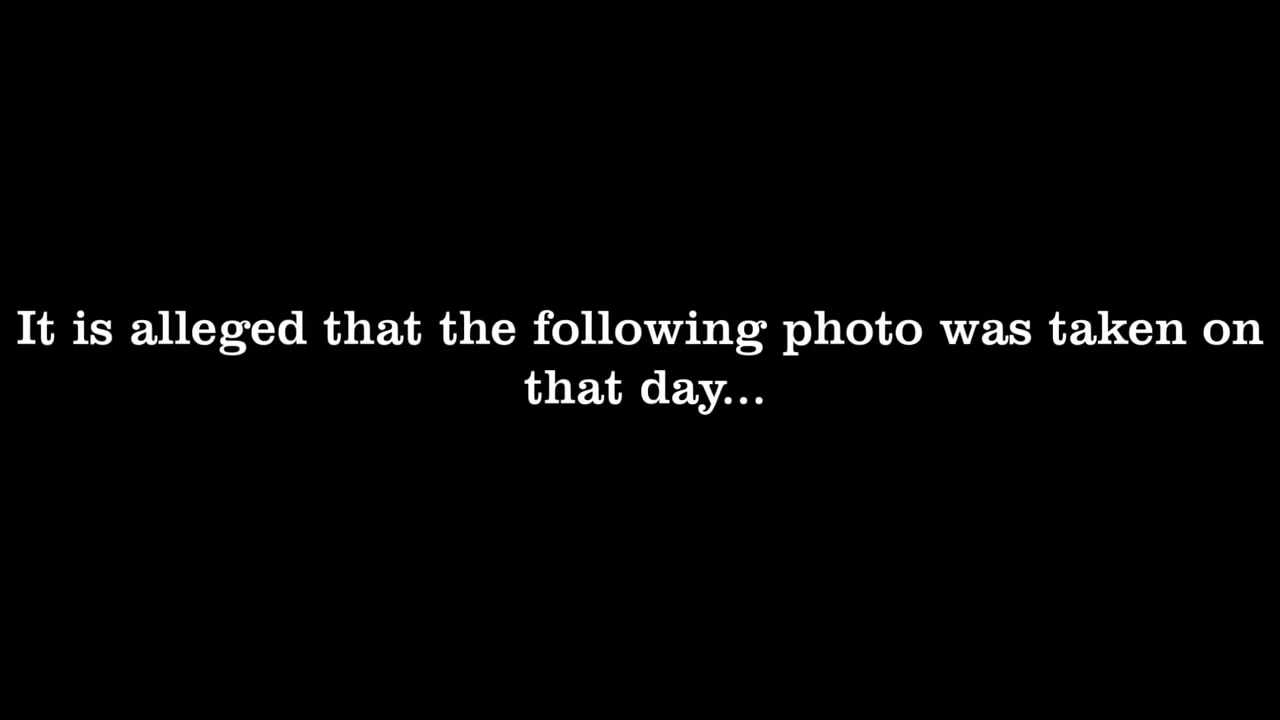 It is alleged that the following photo was taken on
that day...